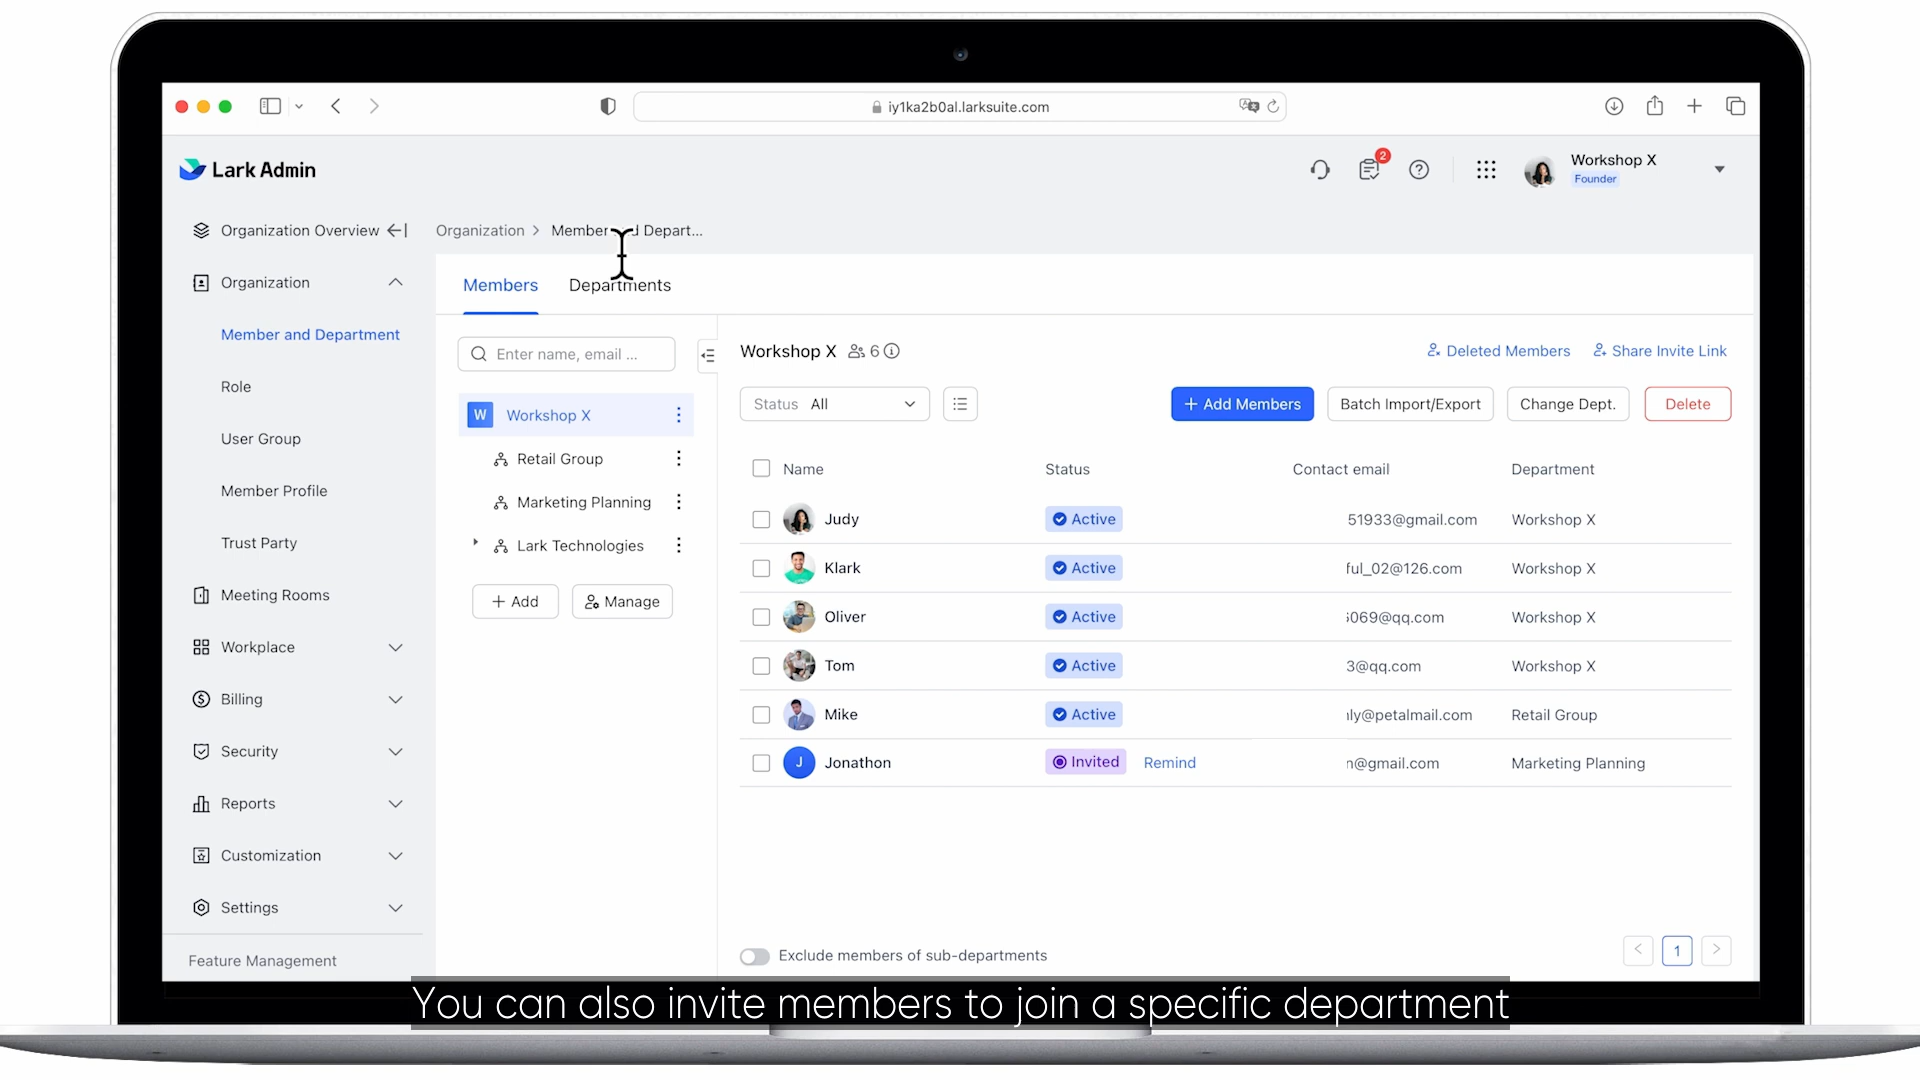 iy1ka2b0al.larksuite.com
Lark Admin
2
Workshop X
Founder
Organization Overview
Organization > Member d Depart...
Organization
Members
Departments
Member and Department
Role
User Group
Member Profile
Trust Party
Meeting Rooms
Workplace
Billing
Security
Reports
Customization
Settings
Feature Management
Enter name, email ...
W Workshop X
Retail Group
Marketing Planning
Lark Technologies
+ Add
Manage
Workshop X 6
Deleted Members
Share Invite Link
Status All
+ Add Members
Batch Import/Export
Change Dept.
Delete
Name Status Contact email Department
Judy Active 51933@gmail.com Workshop X
Klark Active ful_02@126.com Workshop X
Oliver Active 6069@qq.com Workshop X
Tom Active 3@qq.com Workshop X
Mike Active ly@petalmail.com Retail Group
J Jonathon Invited Remind n@gmail.com Marketing Planning
Exclude members of sub-departments
< 1 >
You can also invite members to join a specific department